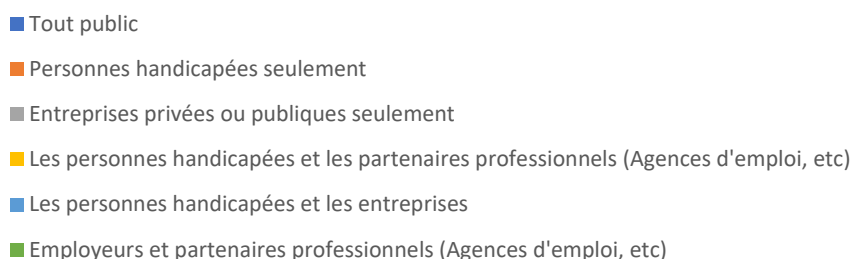 Tout public
Personnes handicapées seulement
Entreprises privées ou publiques seulement
Les personnes handicapées et les partenaires professionnels (Agences d'emploi, etc)
Les personnes handicapées et les entreprises
Employeurs et partenaires professionnels (Agences d'emploi, etc)